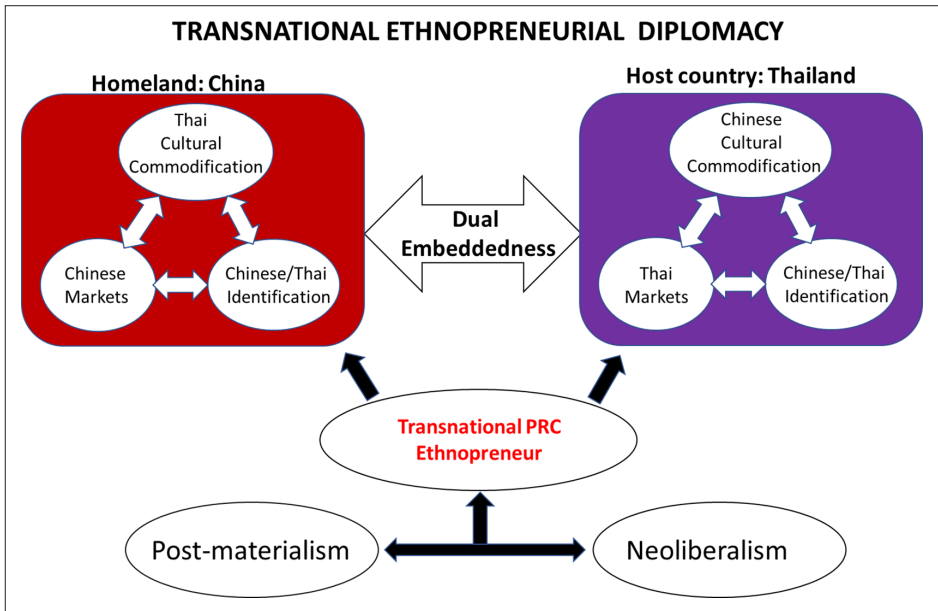 TRANSNATIONAL ETHNOPRENEURIAL DIPLOMACY
Homeland: China
Host country: Thailand
Thai
Cultural
Commodification
Chinese
Markets
Chinese/Thai
Identification
Dual
Embeddedness
Chinese
Cultural
Commodification
Thai
Markets
Chinese/Thai
Identification
Transnational PRC
Ethnopreneur
Post-materialism
Neoliberalism